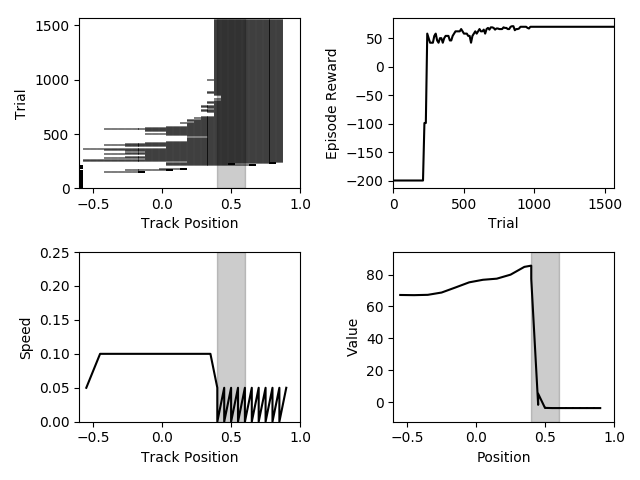 1500
1000
500
0
Trial
−0.5 0.0 0.5 1.0
Track Position
50
0
−50
−100
−150
−200
Episode Reward
0 500 1000 1500
Trial
0.25
0.20
0.15
0.10
0.05
0.00
Speed
−0.5 0.0 0.5 1.0
Track Position
80
60
40
20
0
Value
−0.5 0.0 0.5 1.0
Position